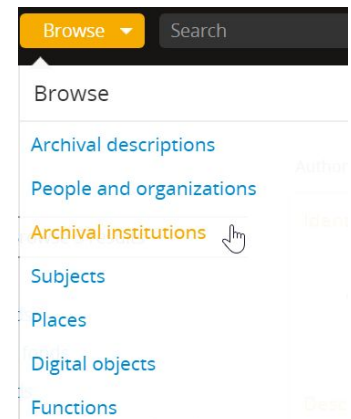 Browse
Search
Browse
Archival descriptions
People and organizations
Archival institutions
Subjects
Places
Digital objects
Functions